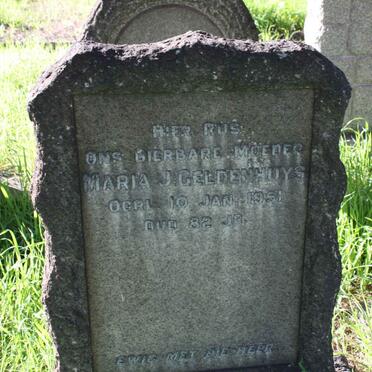 HIER RUS
ONS DIERBARE MOEDER
MARIA J. GELDENHUYS
OORL. 10 JAN. 1951
OUD 82 JR.
EWIG MET DIE HEER